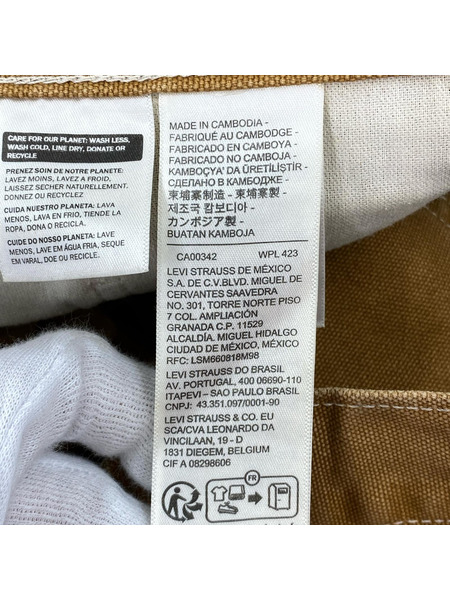 CARE FOR OUR PLANET: WASH LESS,
WASH COLD, LINE DRY, DONATE OR
RECYCLE
PRENEZ SOIN DE NOTRE PLANETE:
LAVEZ MOINS, LAVEZ A FROID,
LAISSEZ SECHER NATURELLEMENT,
DONNEZ OU RECYCLEZ.
CUIDA NUESTRO PLANETA: LAVA
MENOS, LAVA EN FRIO, TIENDE LA
ROPA, DONA O RECICLA.
CUIDE DO NOSSO PLANETA: LAVE
MENOS, LAVE EM ÁGUA FRIA, SEQUE
EM VARAL, DOE OU RECICLE.
MADE IN CAMBODIA -
FABRIQUÉ AU CAMBODGE -
FABRICADO EN CAMBOYA -
FABRICADO NO CAMBOJA -
KAMBOÇYA' DA ÜRETİLMİŞTİR -
СДЕЛАНО В КАМБОДЖЕ -
柬埔寨制造 - 柬埔寨製 -
제조국 캄보디아 -
カンボジア製 -
BUATAN KAMBOJA
CA00342 WPL 423
LEVI STRAUSS DE MÉXICO
S.A. DE C.V.BLVD. MIGUEL DE
CERVANTES SAAVEDRA
NO. 301, TORRE NORTE PISO
7 COL. AMPLIACIÓN
GRANADA C.P. 11529
ALCALDIA. MIGUEL HIDALGO
CIUDAD DE MÉXICO, MÉXICO
RFC: LSM660818M98
LEVI STRAUSS DO BRASIL
AV. PORTUGAL, 400 06690-110
ITAPEVI – SAO PAULO BRASIL
CNPJ: 43.351.097/0001-90
LEVI STRAUSS & CO. EU
SCA/CVA LEONARDO DA
VINCILAAN, 19 - D
1831 DIEGEM, BELGIUM
CIF A 08298606
FR